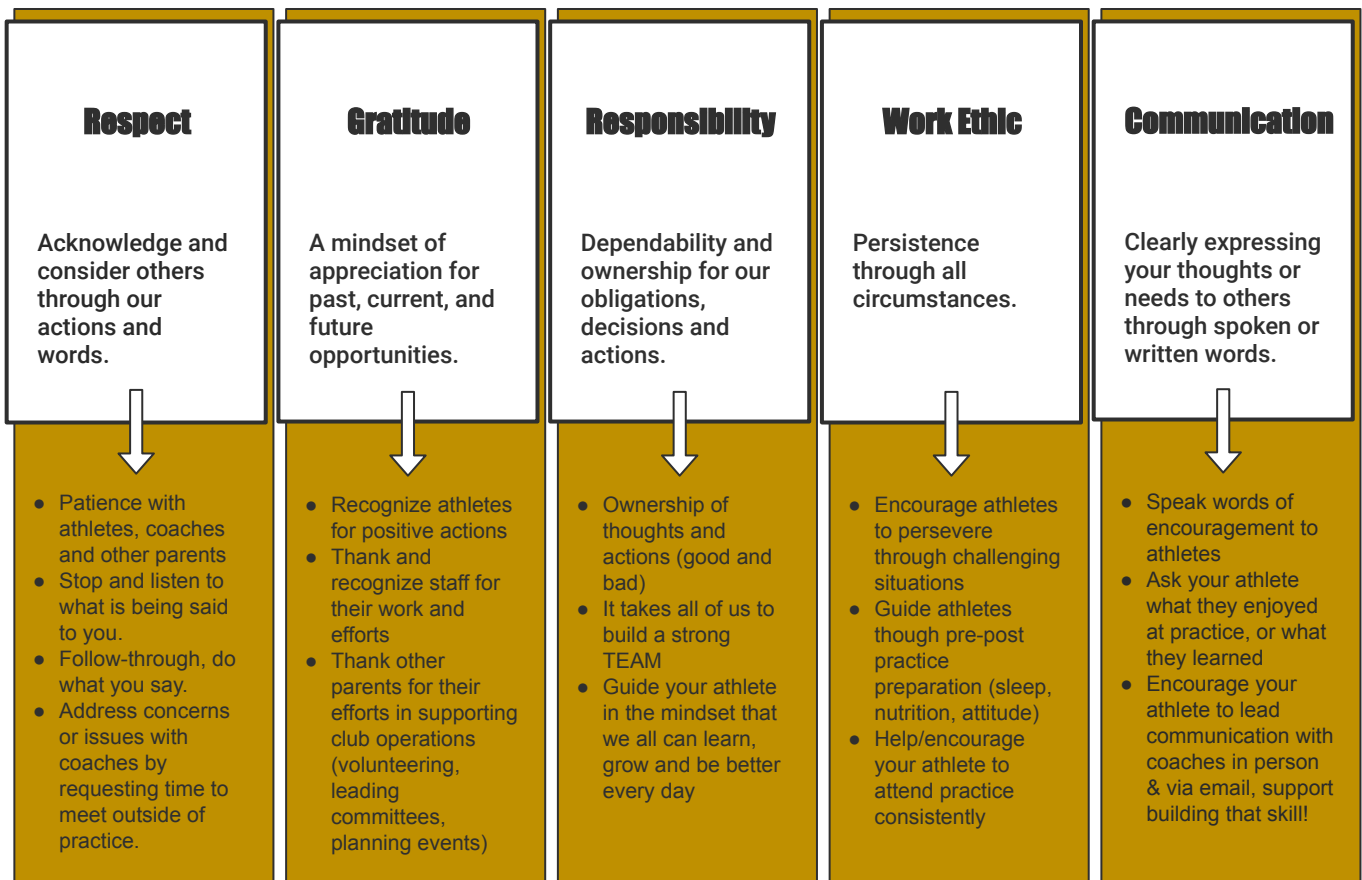 Respect
Acknowledge and
consider others
through our
actions and
words.
● Patience with
athletes, coaches
and other parents
● Stop and listen to
what is being said
to you.
● Follow-through, do
what you say.
● Address concerns
or issues with
coaches by
requesting time to
meet outside of
practice.
Gratitude
A mindset of
appreciation for
past, current, and
future
opportunities.
● Recognize athletes
for positive actions
● Thank and
recognize staff for
their work and
efforts
● Thank other
parents for their
efforts in supporting
club operations
(volunteering,
leading
committees,
planning events)
Responsibility
Dependability and
ownership for our
obligations,
decisions and
actions.
● Ownership of
thoughts and
actions (good and
bad)
● It takes all of us to
build a strong
TEAM
● Guide your athlete
in the mindset that
we all can learn,
grow and be better
every day
Work Ethic
Persistence
through all
circumstances.
● Encourage athletes
to persevere
through challenging
situations
● Guide athletes
though pre-post
practice
preparation (sleep,
nutrition, attitude)
● Help/encourage
your athlete to
attend practice
consistently
Communication
Clearly expressing
your thoughts or
needs to others
through spoken or
written words.
● Speak words of
encouragement to
athletes
● Ask your athlete
what they enjoyed
at practice, or what
they learned
● Encourage your
athlete to lead
communication with
coaches in person
& via email, support
building that skill!